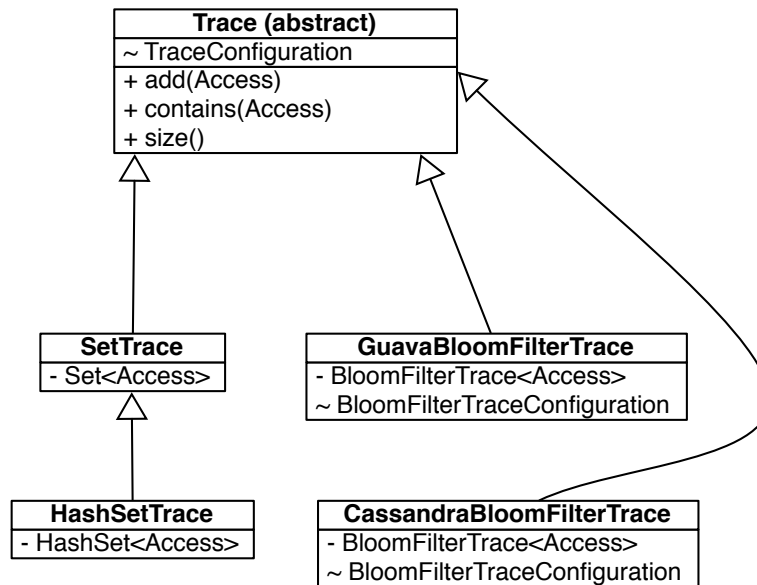 Trace (abstract)
~ TraceConfiguration
+ add(Access)
+ contains(Access)
+ size()
SetTrace
- Set<Access>
GuavaBloomFilterTrace
- BloomFilterTrace<Access>
~ BloomFilterTraceConfiguration
HashSetTrace
- HashSet<Access>
CassandraBloomFilterTrace
- BloomFilterTrace<Access>
~ BloomFilterTraceConfiguration